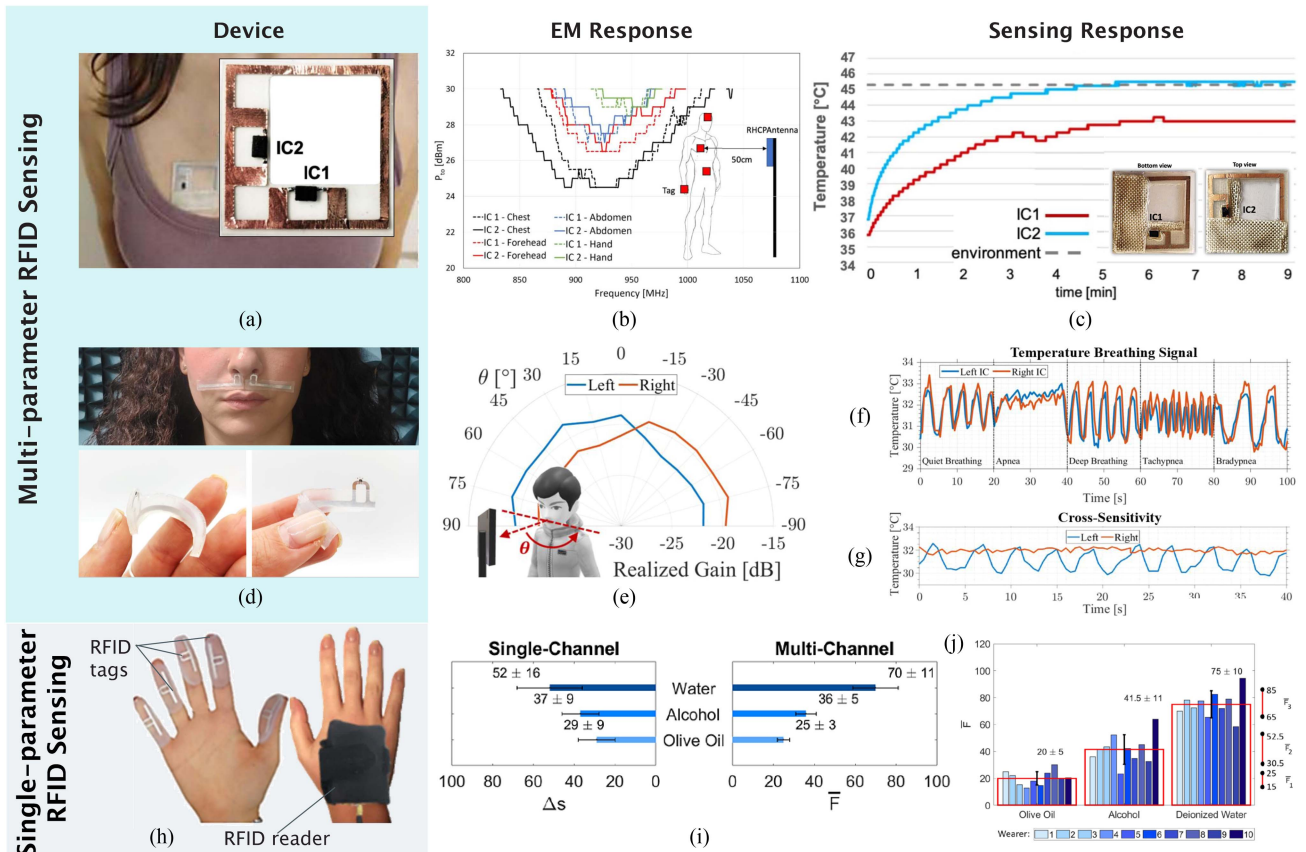 Device
EM Response
Sensing Response
Multi-parameter RFID Sensing
IC2
IC1
(a)
32
30
28
26
24
22
20
P_to [dBm]
800
850
900
950
1000
1050
1100
Frequency [MHz]
IC 1 - Chest
IC 2 - Chest
IC 1 - Forehead
IC 2 - Forehead
IC 1 - Abdomen
IC 2 - Abdomen
IC 1 - Hand
IC 2 - Hand
Tag
RHCPAntenna
50cm
(b)
47
46
45
44
43
42
41
40
39
38
37
36
35
34
Temperature [°C]
IC1
IC2
environment
Bottom view
IC1
Top view
IC2
0 1 2 3 4 5 6 7 8 9
time [min]
(c)
(d)
θ [°]
90
75
60
45
30
15
0
-15
-30
-45
-60
-75
-90
Left
Right
θ
-30 -25 -20 -15
Realized Gain [dB]
(e)
(f)
Temperature Breathing Signal
Left IC
Right IC
34
33
32
31
30
29
Temperature [°C]
Quiet Breathing
Apnea
Deep Breathing
Tachypnea
Bradypnea
0 10 20 30 40 50 60 70 80 90 100
Time [s]
(g)
Cross-Sensitivity
Left
Right
34
32
30
Temperature [°C]
0 5 10 15 20 25 30 35 40
Time [s]
Single-parameter
RFID Sensing
RFID
tags
RFID reader
(h)
Single-Channel
52 ± 16
37 ± 9
29 ± 9
100 80 60 40 20 0
Δs
Water
Alcohol
Olive Oil
Multi-Channel
70 ± 11
36 ± 5
25 ± 3
0 20 40 60 80 100
F̅
(i)
(j)
120
100
80
60
40
20
0
F̅
20 ± 5
41.5 ± 11
75 ± 10
Olive Oil
Alcohol
Deionized Water
85
F̅₃
65
52.5
F̅₂
30.5
25
F̅₁
15
Wearer: 1 2 3 4 5 6 7 8 9 10